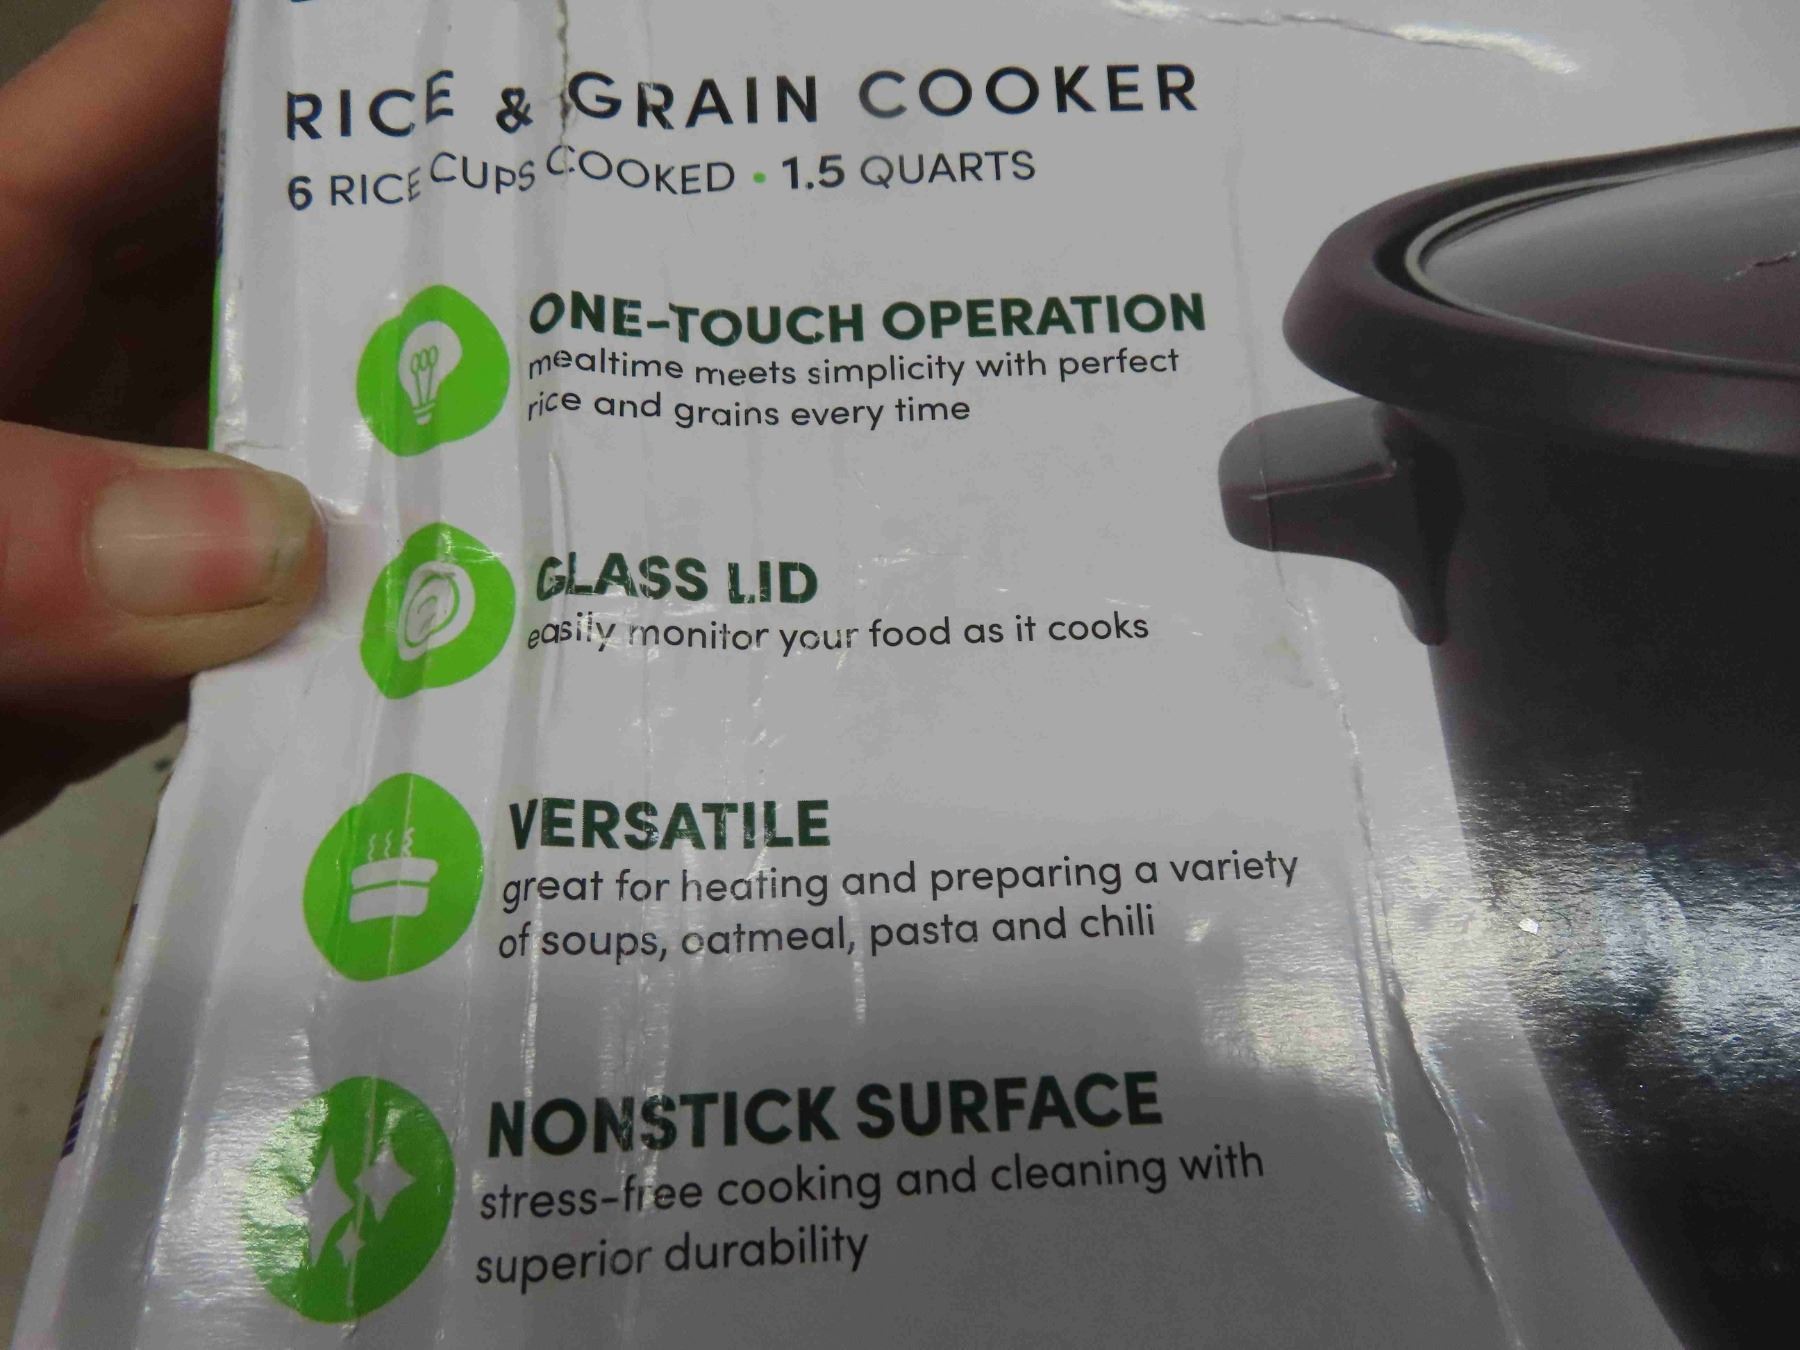 RICE & GRAIN COOKER
6 RICE CUPS COOKED • 1.5 QUARTS
ONE-TOUCH OPERATION
mealtime meets simplicity with perfect
rice and grains every time
GLASS LID
easily monitor your food as it cooks
VERSATILE
great for heating and preparing a variety
of soups, oatmeal, pasta and chili
NONSTICK SURFACE
stress-free cooking and cleaning with
superior durability